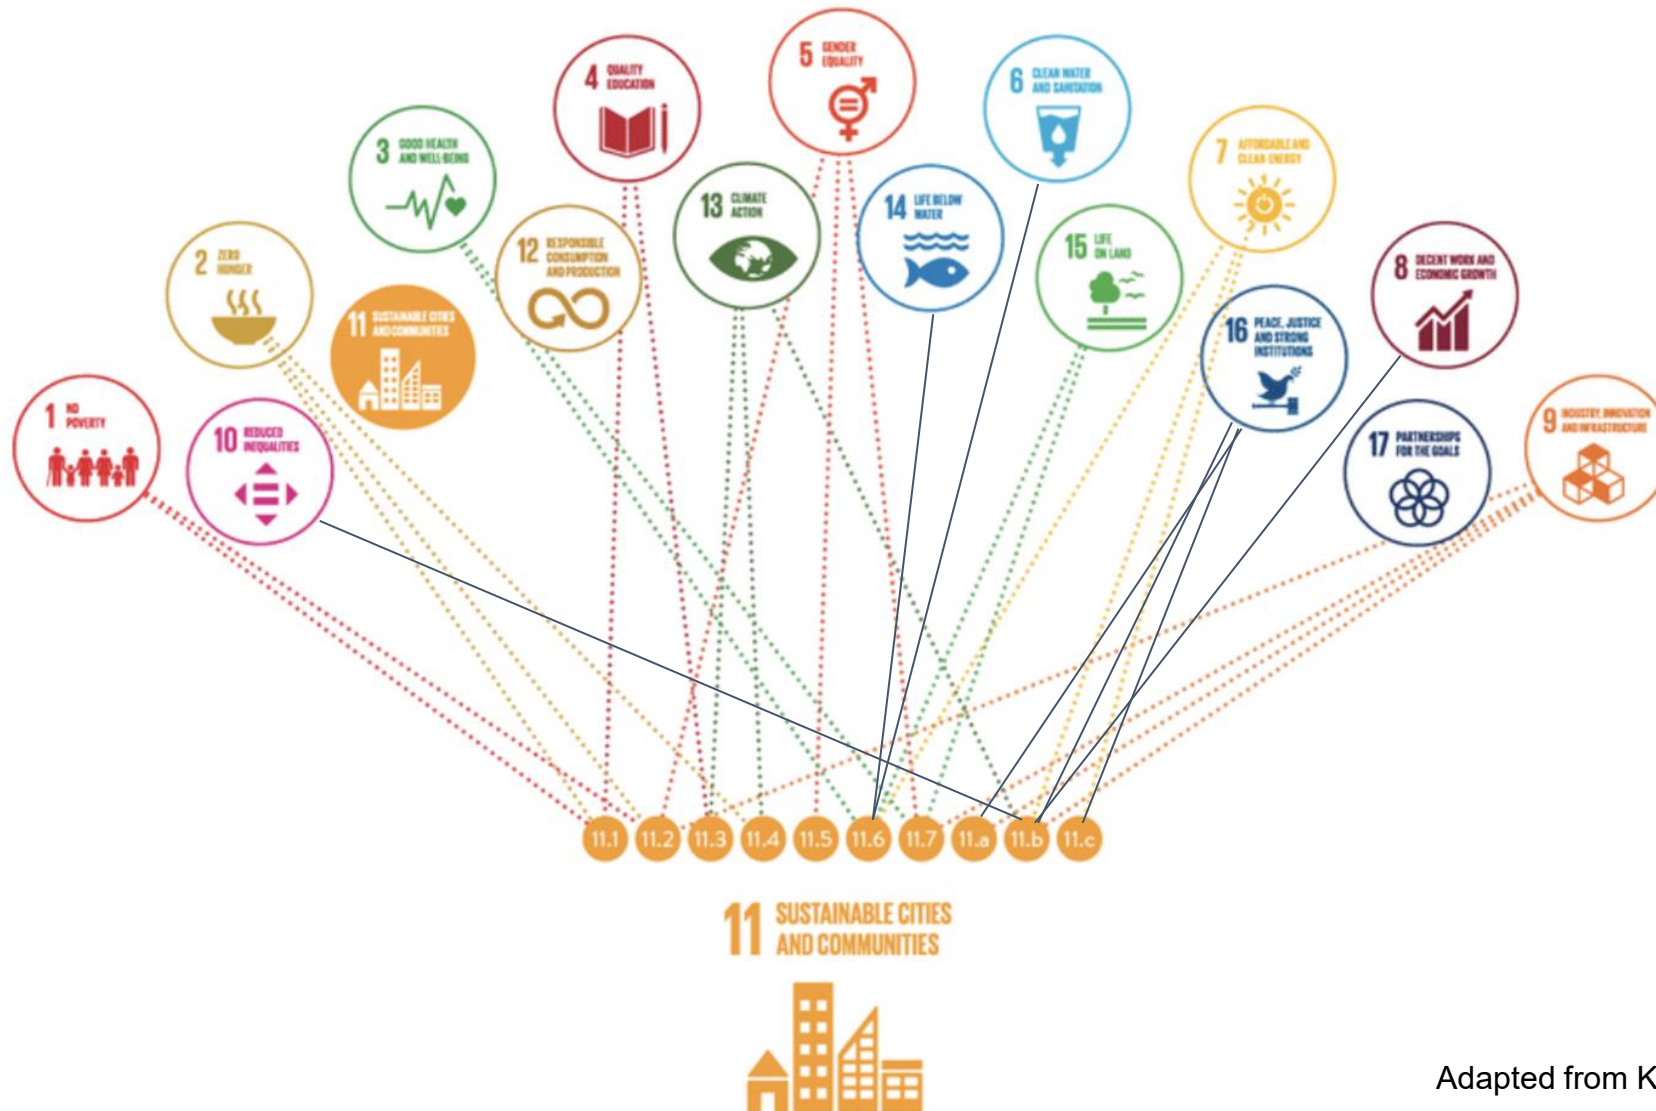 5 GENDER
EQUALITY
4 QUALITY
EDUCATION
6 CLEAN WATER
AND SANITATION
3 GOOD HEALTH
AND WELL-BEING
7 AFFORDABLE AND
CLEAN ENERGY
13 CLIMATE
ACTION
14 LIFE BELOW
WATER
2 ZERO
HUNGER
12 RESPONSIBLE
CONSUMPTION
AND PRODUCTION
15 LIFE
ON LAND
8 DECENT WORK AND
ECONOMIC GROWTH
11 SUSTAINABLE CITIES
AND COMMUNITIES
16 PEACE, JUSTICE
AND STRONG
INSTITUTIONS
1 NO
POVERTY
10 REDUCED
INEQUALITIES
17 PARTNERSHIPS
FOR THE GOALS
9 INDUSTRY, INNOVATION
AND INFRASTRUCTURE
11.1 11.2 11.3 11.4 11.5 11.6 11.7 11.a 11.b 11.c
11 SUSTAINABLE CITIES
AND COMMUNITIES
Adapted from K